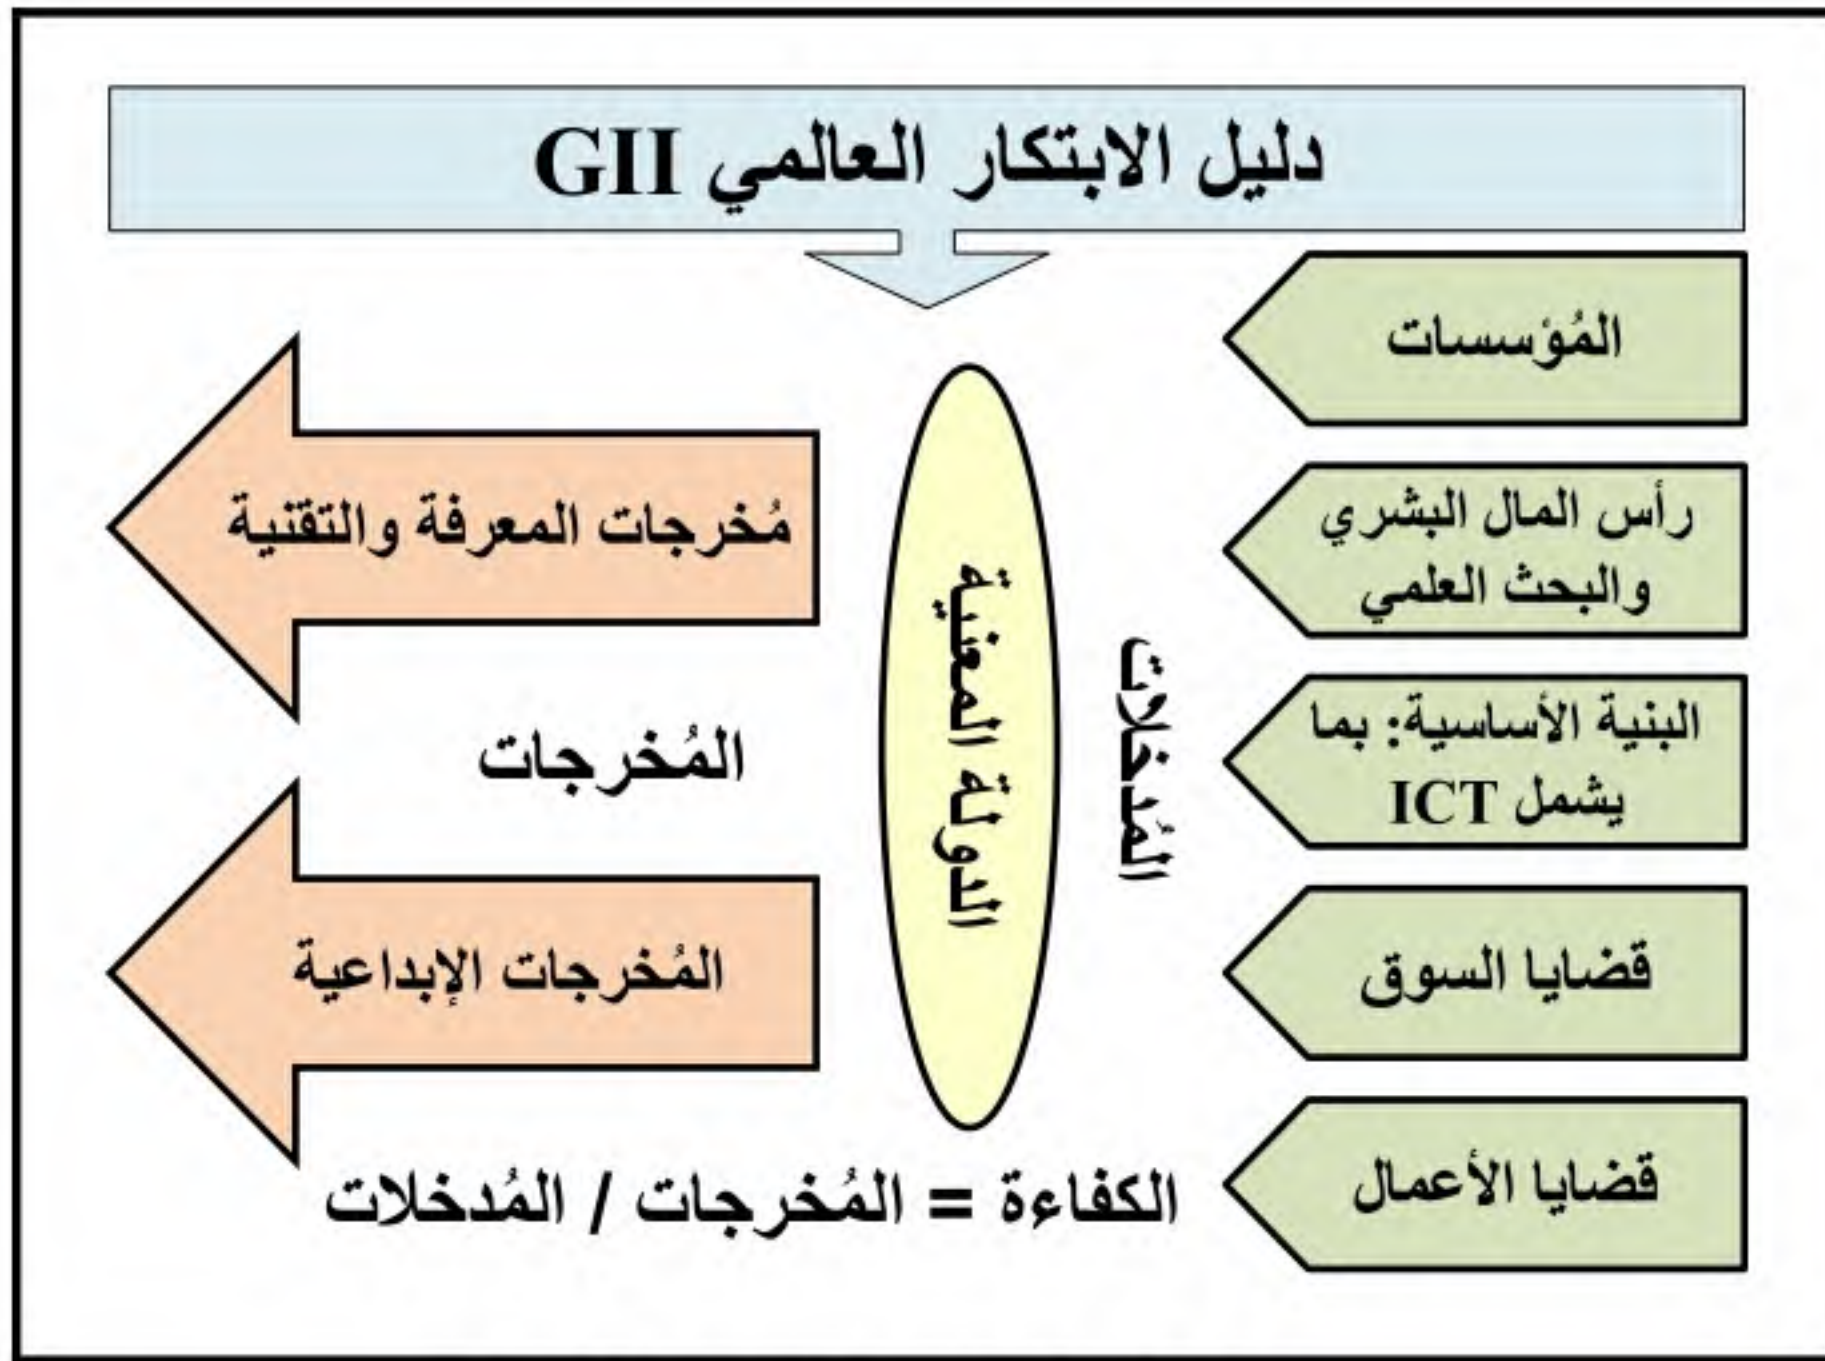 دليل الابتكار العالمي GII
المُؤسسات
رأس المال البشري
والبحث العلمي
البنية الأساسية: بما
يشمل ICT
قضايا السوق
قضايا الأعمال
المُدخلات
الدولة المعنية
مُخرجات المعرفة والتقنية
المُخرجات
المُخرجات الإبداعية
الكفاءة = المُخرجات / المُدخلات